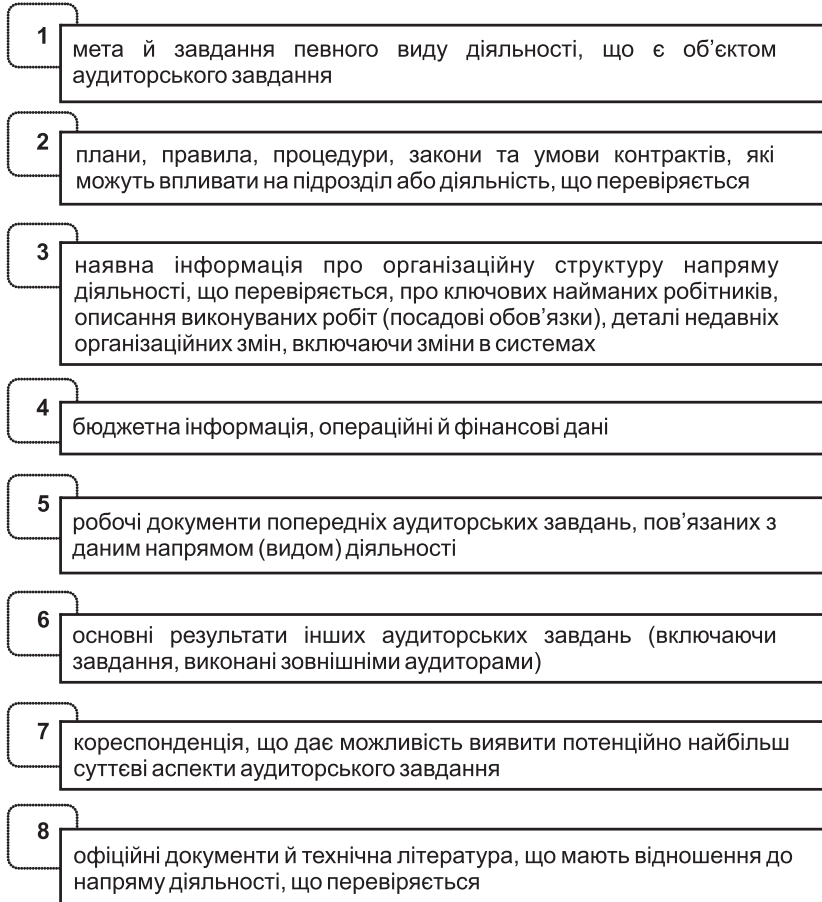 1
мета й завдання певного виду діяльності, що є об’єктом
аудиторського завдання
2
плани, правила, процедури, закони та умови контрактів, які
можуть впливати на підрозділ або діяльність, що перевіряється
3
наявна інформація про організаційну структуру напряму
діяльності, що перевіряється, про ключових найманих робітників,
описання виконуваних робіт (посадові обов’язки), деталі недавніх
організаційних змін, включаючи зміни в системах
4
бюджетна інформація, операційні й фінансові дані
5
робочі документи попередніх аудиторських завдань, пов’язаних з
даним напрямом (видом) діяльності
6
основні результати інших аудиторських завдань (включаючи
завдання, виконані зовнішніми аудиторами)
7
кореспонденція, що дає можливість виявити потенційно найбільш
суттєві аспекти аудиторського завдання
8
офіційні документи й технічна література, що мають відношення до
напряму діяльності, що перевіряється